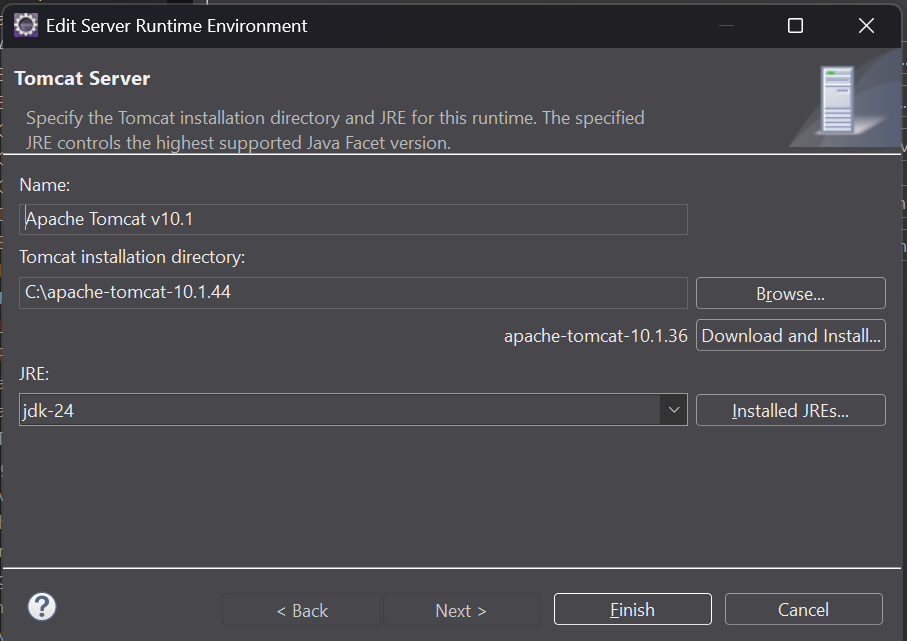 Edit Server Runtime Environment
Tomcat Server
Specify the Tomcat installation directory and JRE for this runtime. The specified
JRE controls the highest supported Java Facet version.
Name:
Apache Tomcat v10.1
Tomcat installation directory:
C:\apache-tomcat-10.1.44
Browse...
apache-tomcat-10.1.36 Download and Install...
JRE:
jdk-24
Installed JREs...
?
< Back Next > Finish Cancel